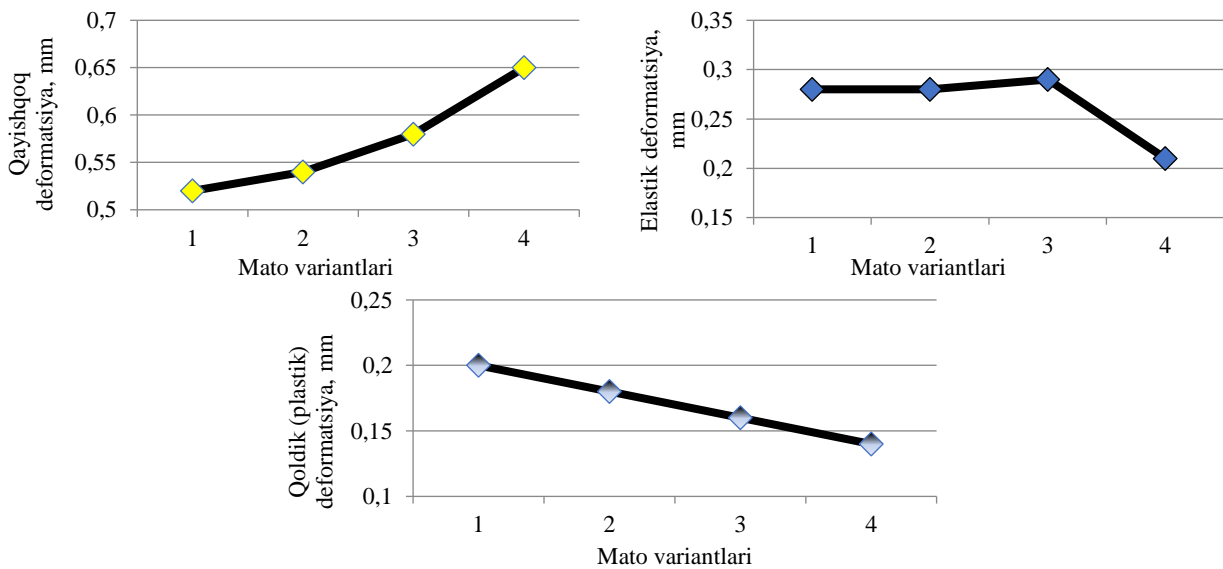 Qayishqoq
deformatsiya, mm
0,7
0,65
0,6
0,55
0,5
1 2 3 4
Mato variantlari
Elastik deformatsiya,
mm
0,35
0,3
0,25
0,2
0,15
1 2 3 4
Mato variantlari
Qoldik (plastik)
deformatsiya, mm
0,25
0,2
0,15
0,1
1 2 3 4
Mato variantlari